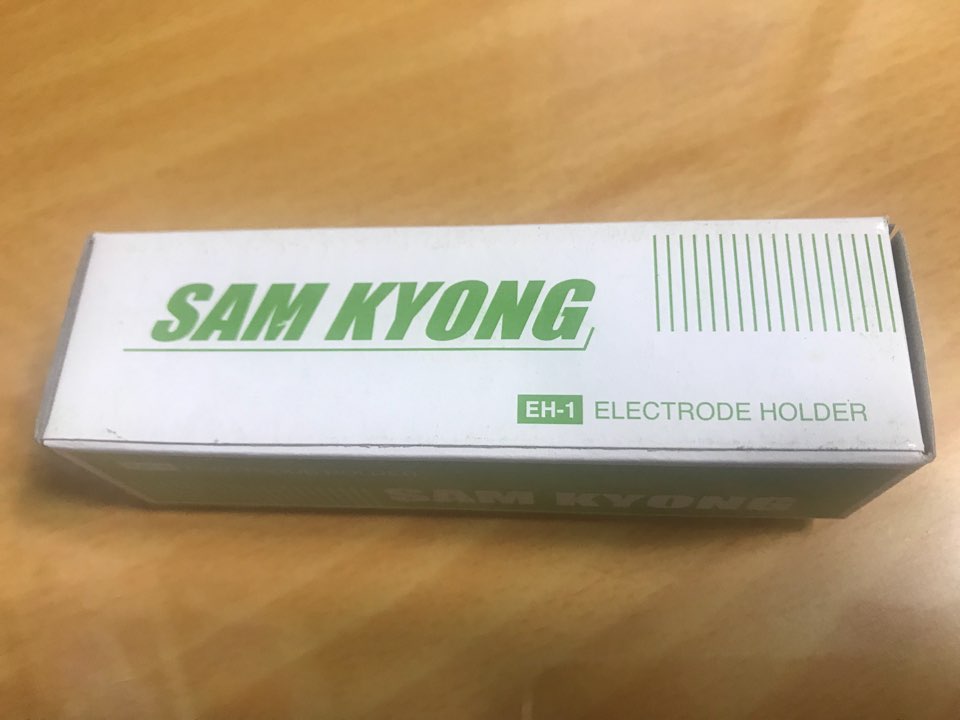 SAM KYONG
EH-1 ELECTRODE HOLDER
SAM KYONG